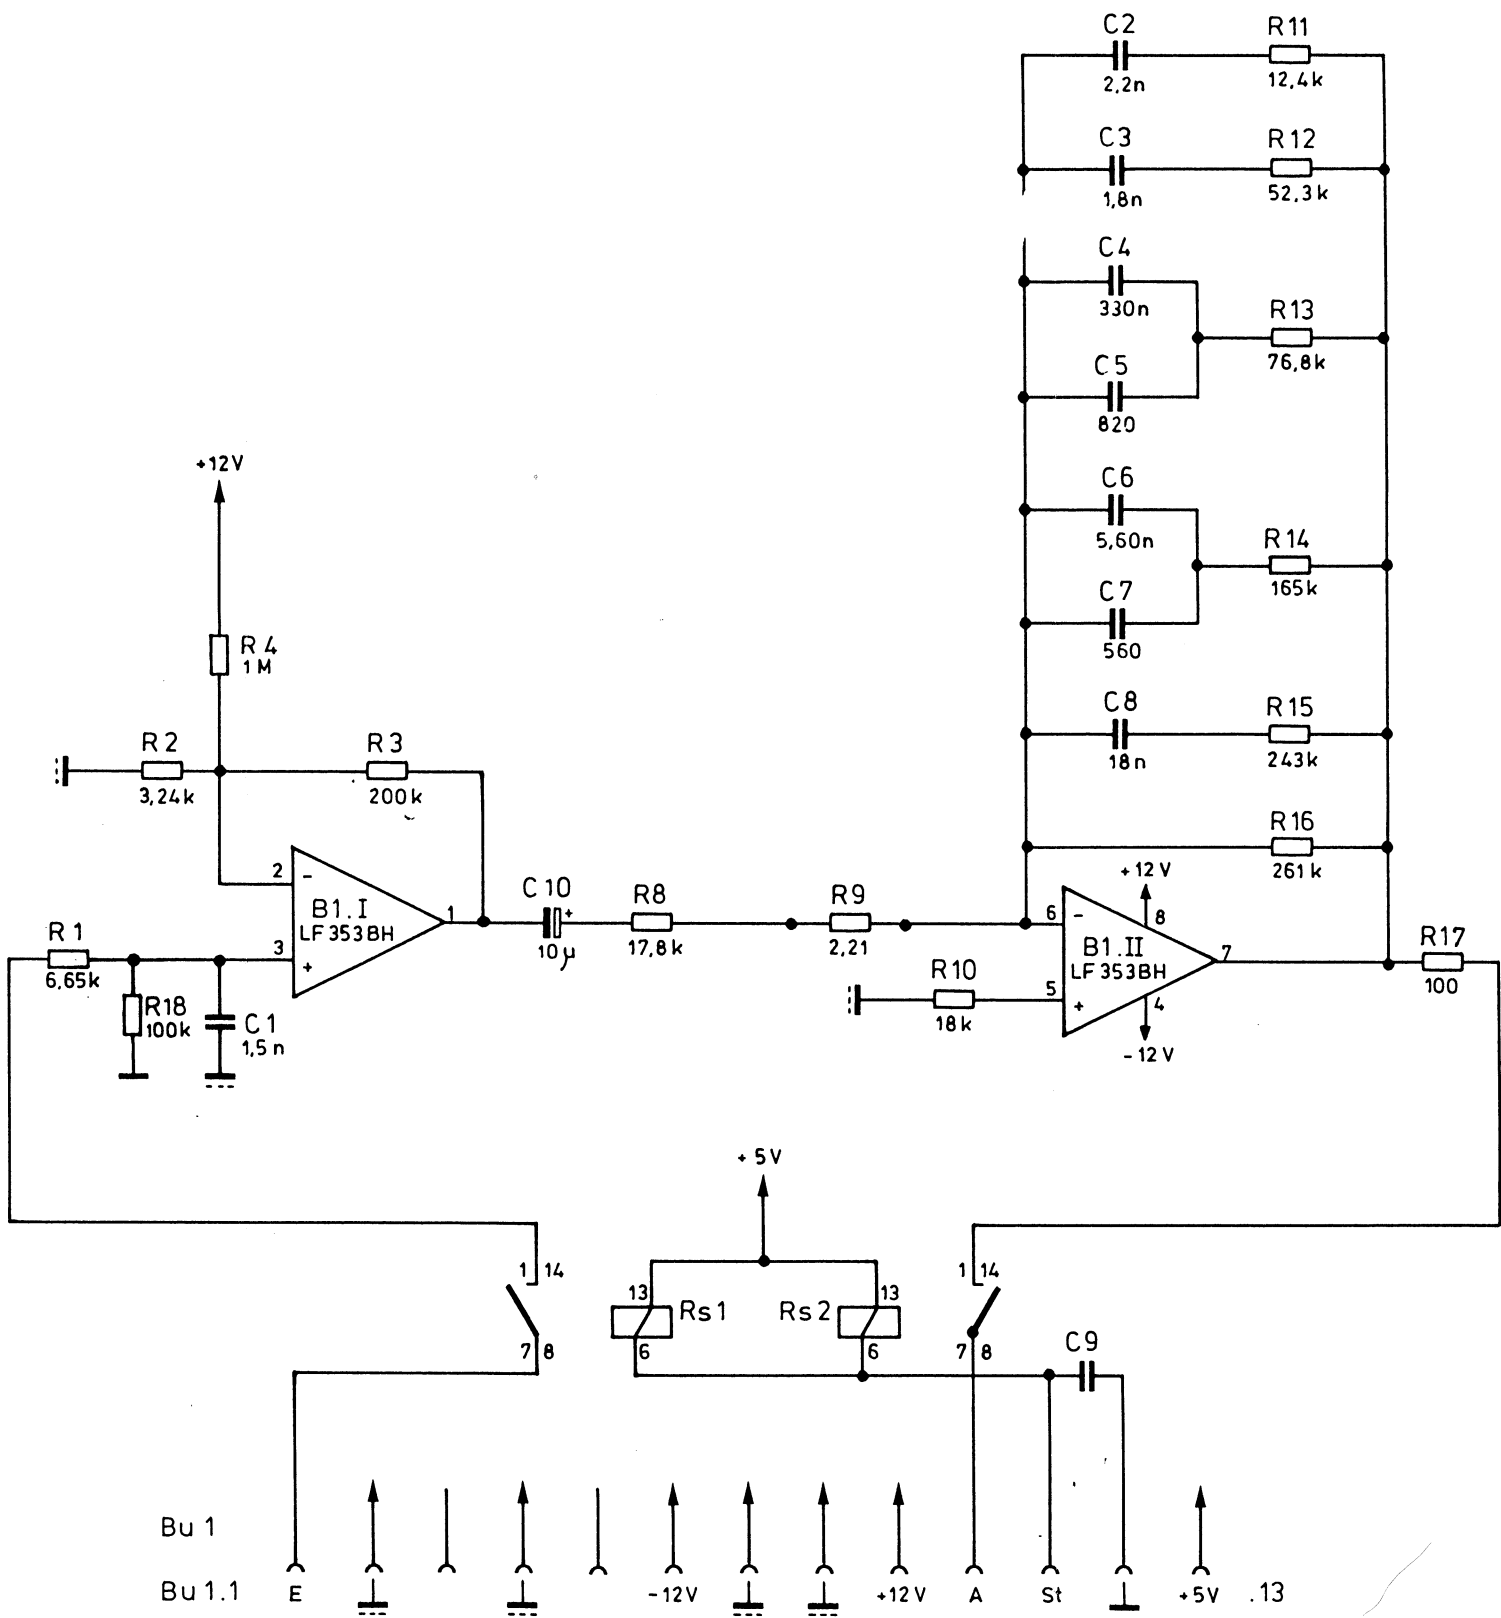 C2
2,2n
R11
12,4k
C3
1,8n
R12
52,3k
C4
330n
R13
76,8k
C5
820
+12V
C6
5,60n
R14
165k
C7
560
R4
1M
C8
18n
R15
243k
R2
3,24k
R3
200k
R16
261k
2
-
B1.I
LF353BH
1
3
+
C10
+
10μ
R8
17,8k
R9
2,21
+12V
8
6
-
B1.II
LF353BH
7
5
+
4
-12V
R17
100
R1
6,65k
R18
100k
C1
1,5n
R10
18k
+5V
1 14
13
Rs1
Rs2
13
1 14
7 8
6
6
7 8
C9
Bu 1
Bu 1.1
E
-12V
+12V
A
St
+5V
.13